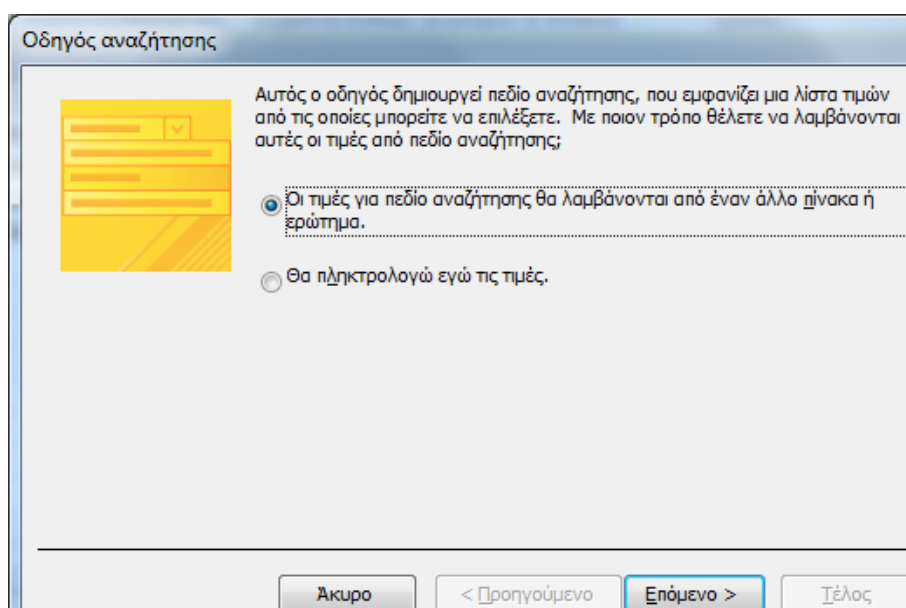 Οδηγός αναζήτησης
Αυτός ο οδηγός δημιουργεί πεδίο αναζήτησης, που εμφανίζει μια λίστα τιμών
από τις οποίες μπορείτε να επιλέξετε. Με ποιον τρόπο θέλετε να λαμβάνονται
αυτές οι τιμές από πεδίο αναζήτησης;
Οι τιμές για πεδίο αναζήτησης θα λαμβάνονται από έναν άλλο πίνακα ή
ερώτημα.
Θα πληκτρολογώ εγώ τις τιμές.
Άκυρο < Προηγούμενο Επόμενο > Τέλος